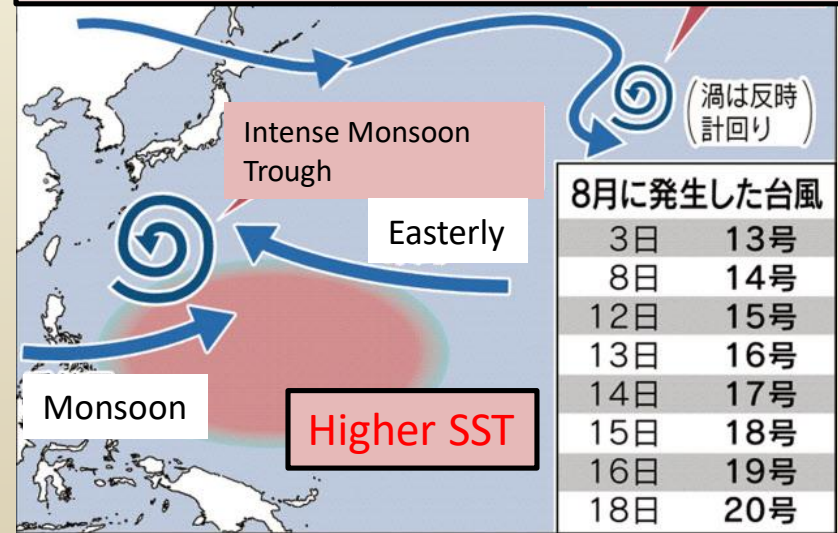 (渦は反時
計回り)
Intense Monsoon
Trough
Easterly
Monsoon
Higher SST
8月に発生した台風
3日 13号
8日 14号
12日 15号
13日 16号
14日 17号
15日 18号
16日 19号
18日 20号